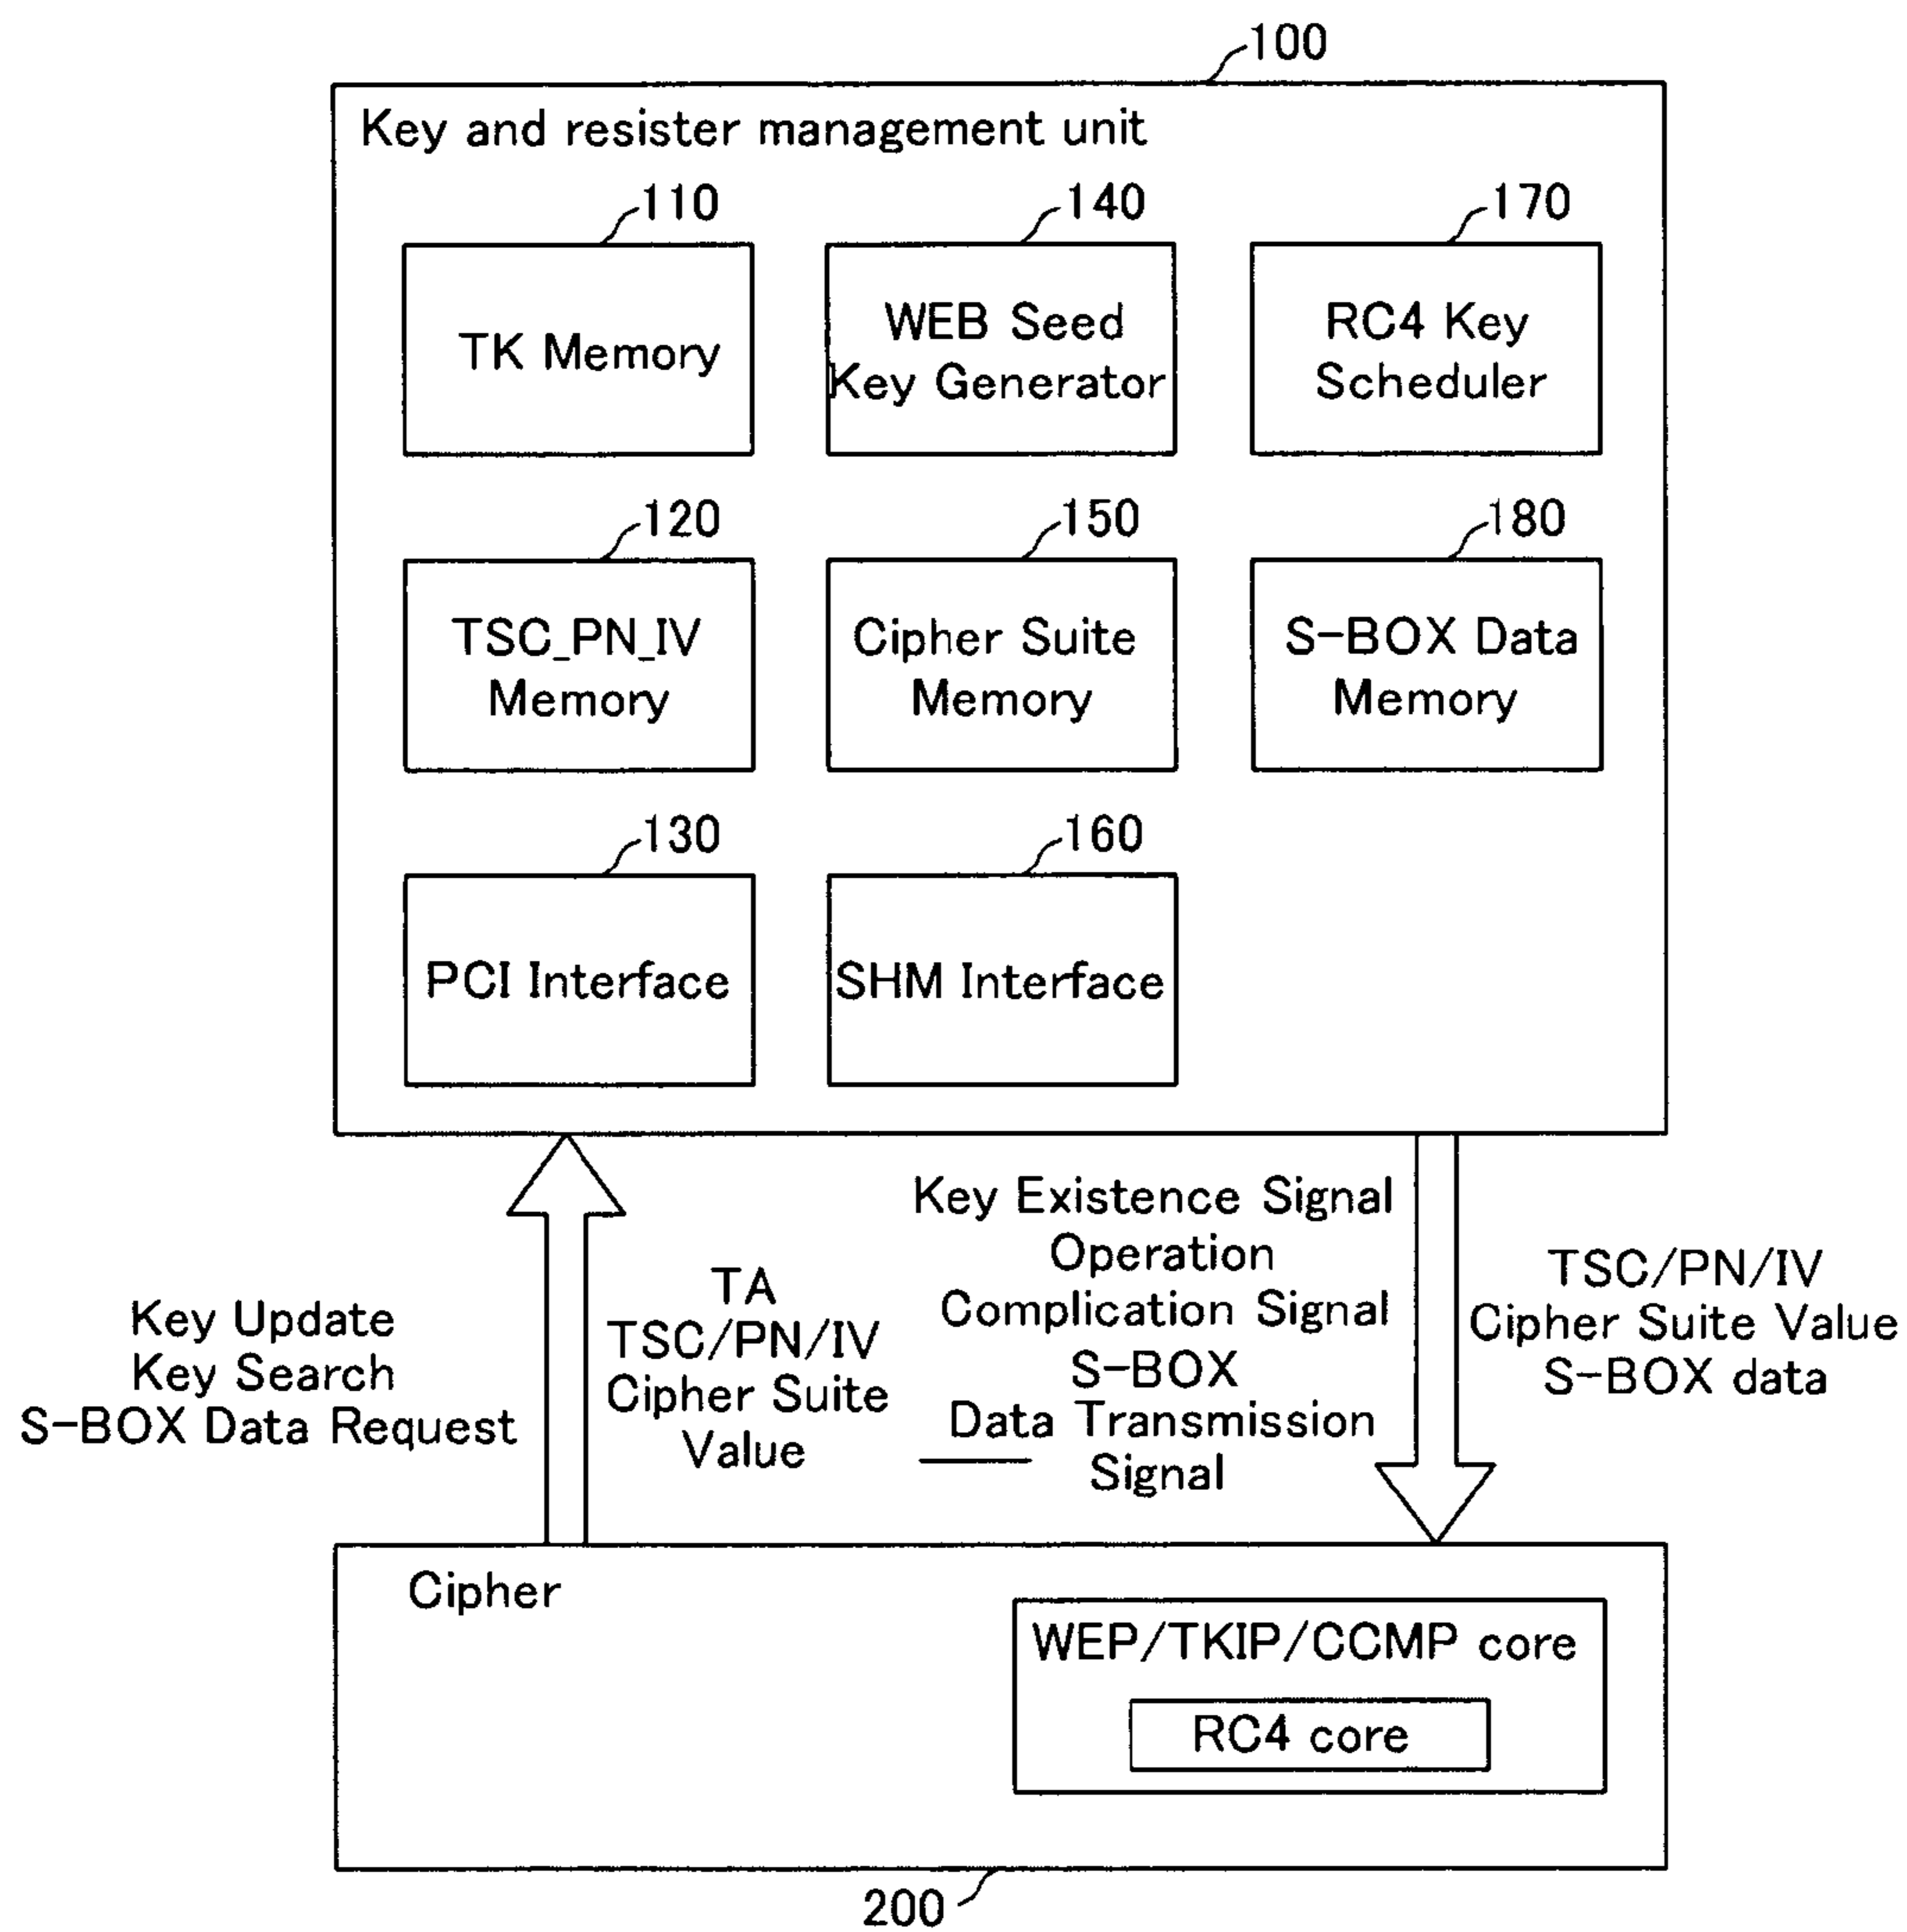 100
Key and resister management unit
110
140
170
TK Memory
WEB Seed
Key Generator
RC4 Key
Scheduler
120
150
180
TSC_PN_IV
Memory
Cipher Suite
Memory
S-BOX Data
Memory
130
160
PCI Interface
SHM Interface
Key Update
Key Search
S-BOX Data Request
TA
TSC/PN/IV
Cipher Suite
Value
Key Existence Signal
Operation
Complication Signal
S-BOX
Data Transmission
Signal
TSC/PN/IV
Cipher Suite Value
S-BOX data
Cipher
WEP/TKIP/CCMP core
RC4 core
200